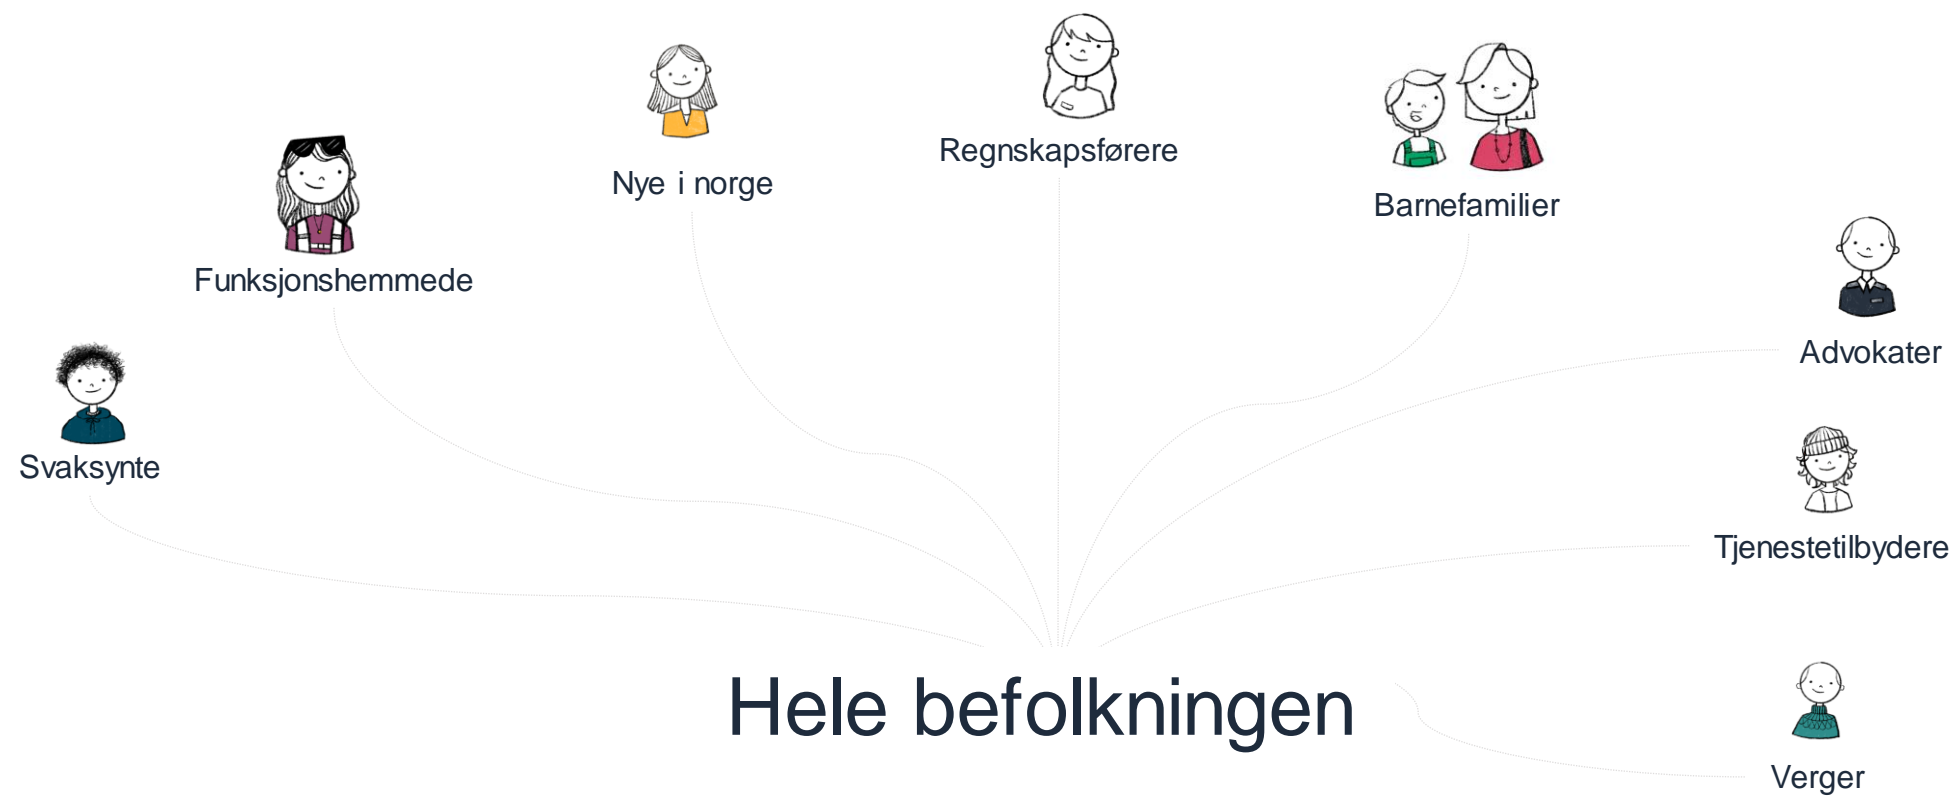 Regnskapsførere
Nye i norge
Barnefamilier
Funksjonshemmede
Advokater
Svaksynte
Tjenestetilbydere
Hele befolkningen
Verger